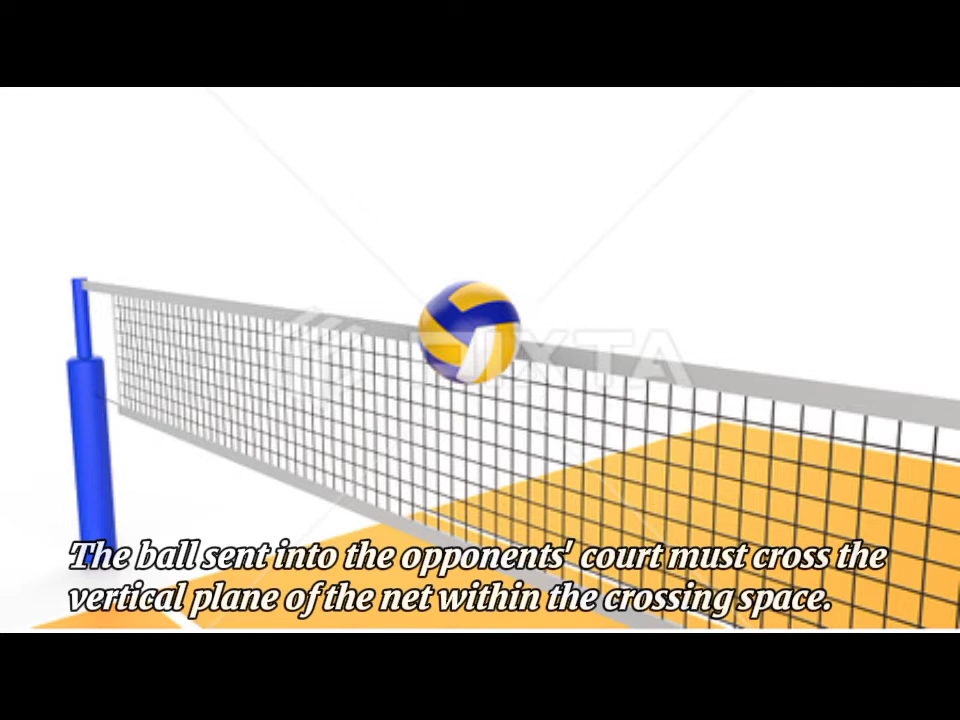 PIXTA
The ball sent into the opponents' court must cross the
vertical plane of the net within the crossing space.